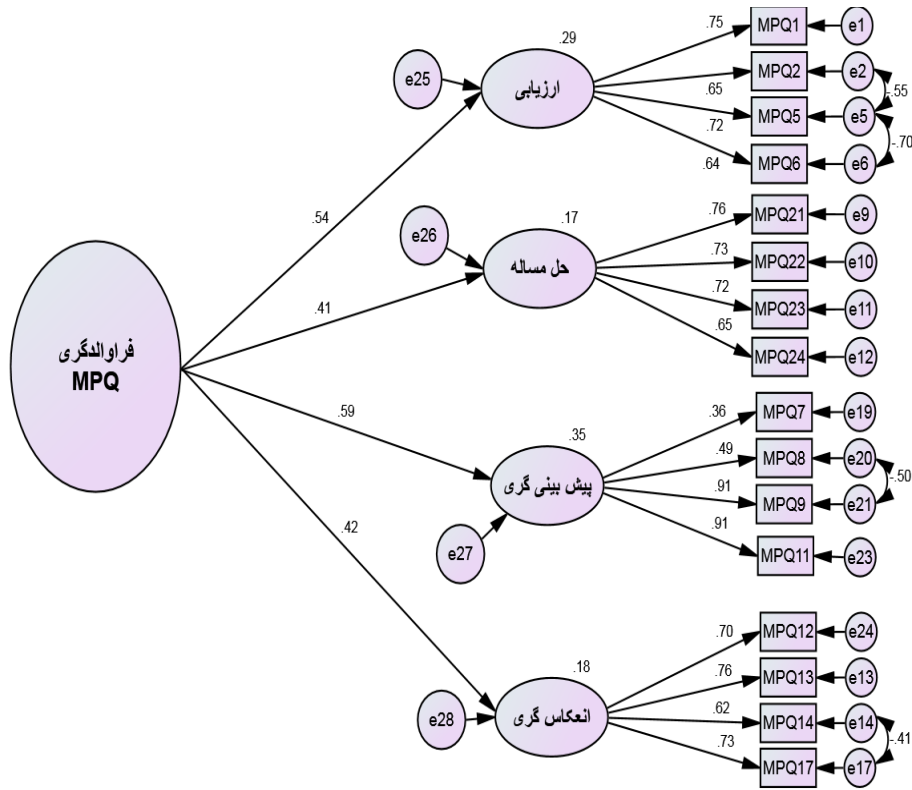 .75
MPQ1
e1
.29
e25
ارزیابی
MPQ2
e2
-.55
.65
MPQ5
e5
.72
-.70
.64
MPQ6
e6
.54
.17
.76
MPQ21
e9
e26
حل مساله
.73
MPQ22
e10
.72
MPQ23
e11
.41
.65
MPQ24
e12
فراوالدگری
MPQ
.59
.35
.36
MPQ7
e19
پیش بینی گری
.49
MPQ8
e20
-.50
.91
MPQ9
e21
.42
e27
.91
MPQ11
e23
.18
.70
MPQ12
e24
e28
انعکاس گری
.76
MPQ13
e13
.62
MPQ14
e14
-.41
.73
MPQ17
e17